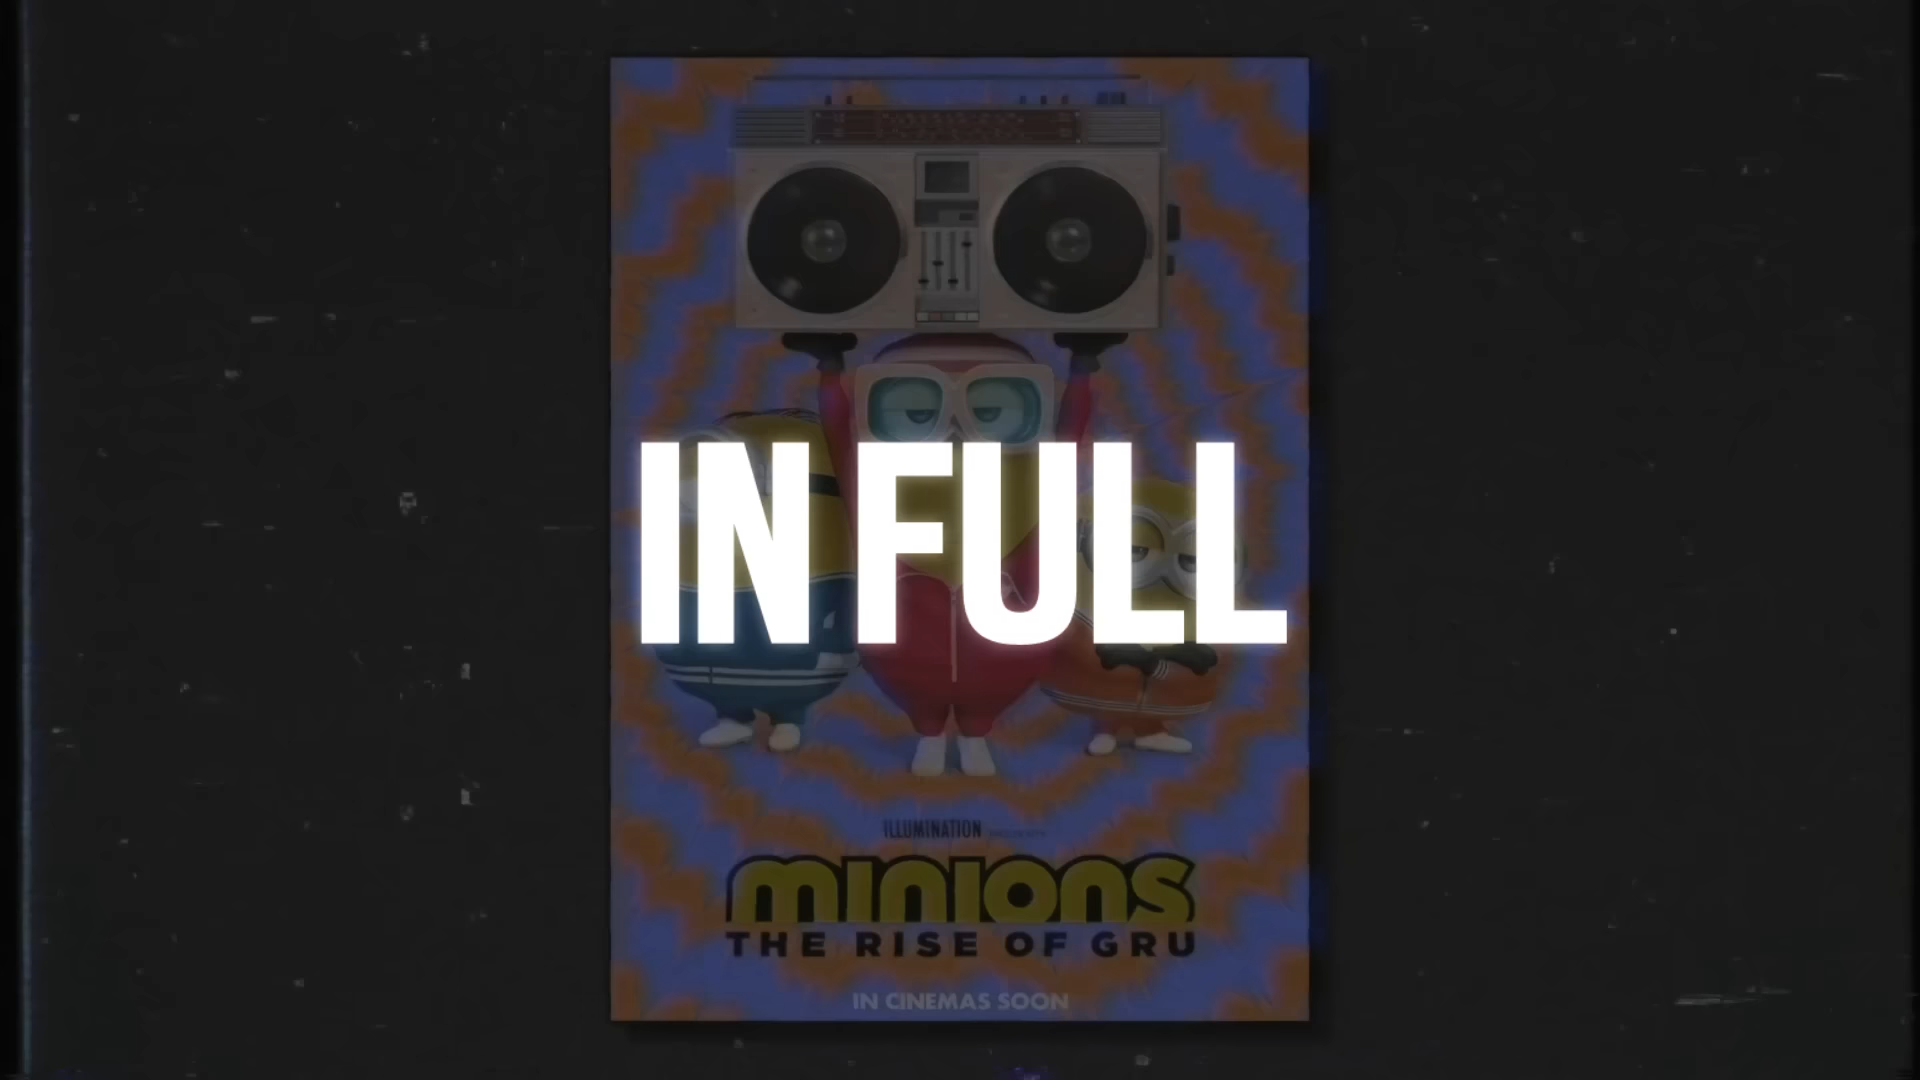 IN FULL
ILLUMINATION
minions
THE RISE OF GRU
IN CINEMAS SOON